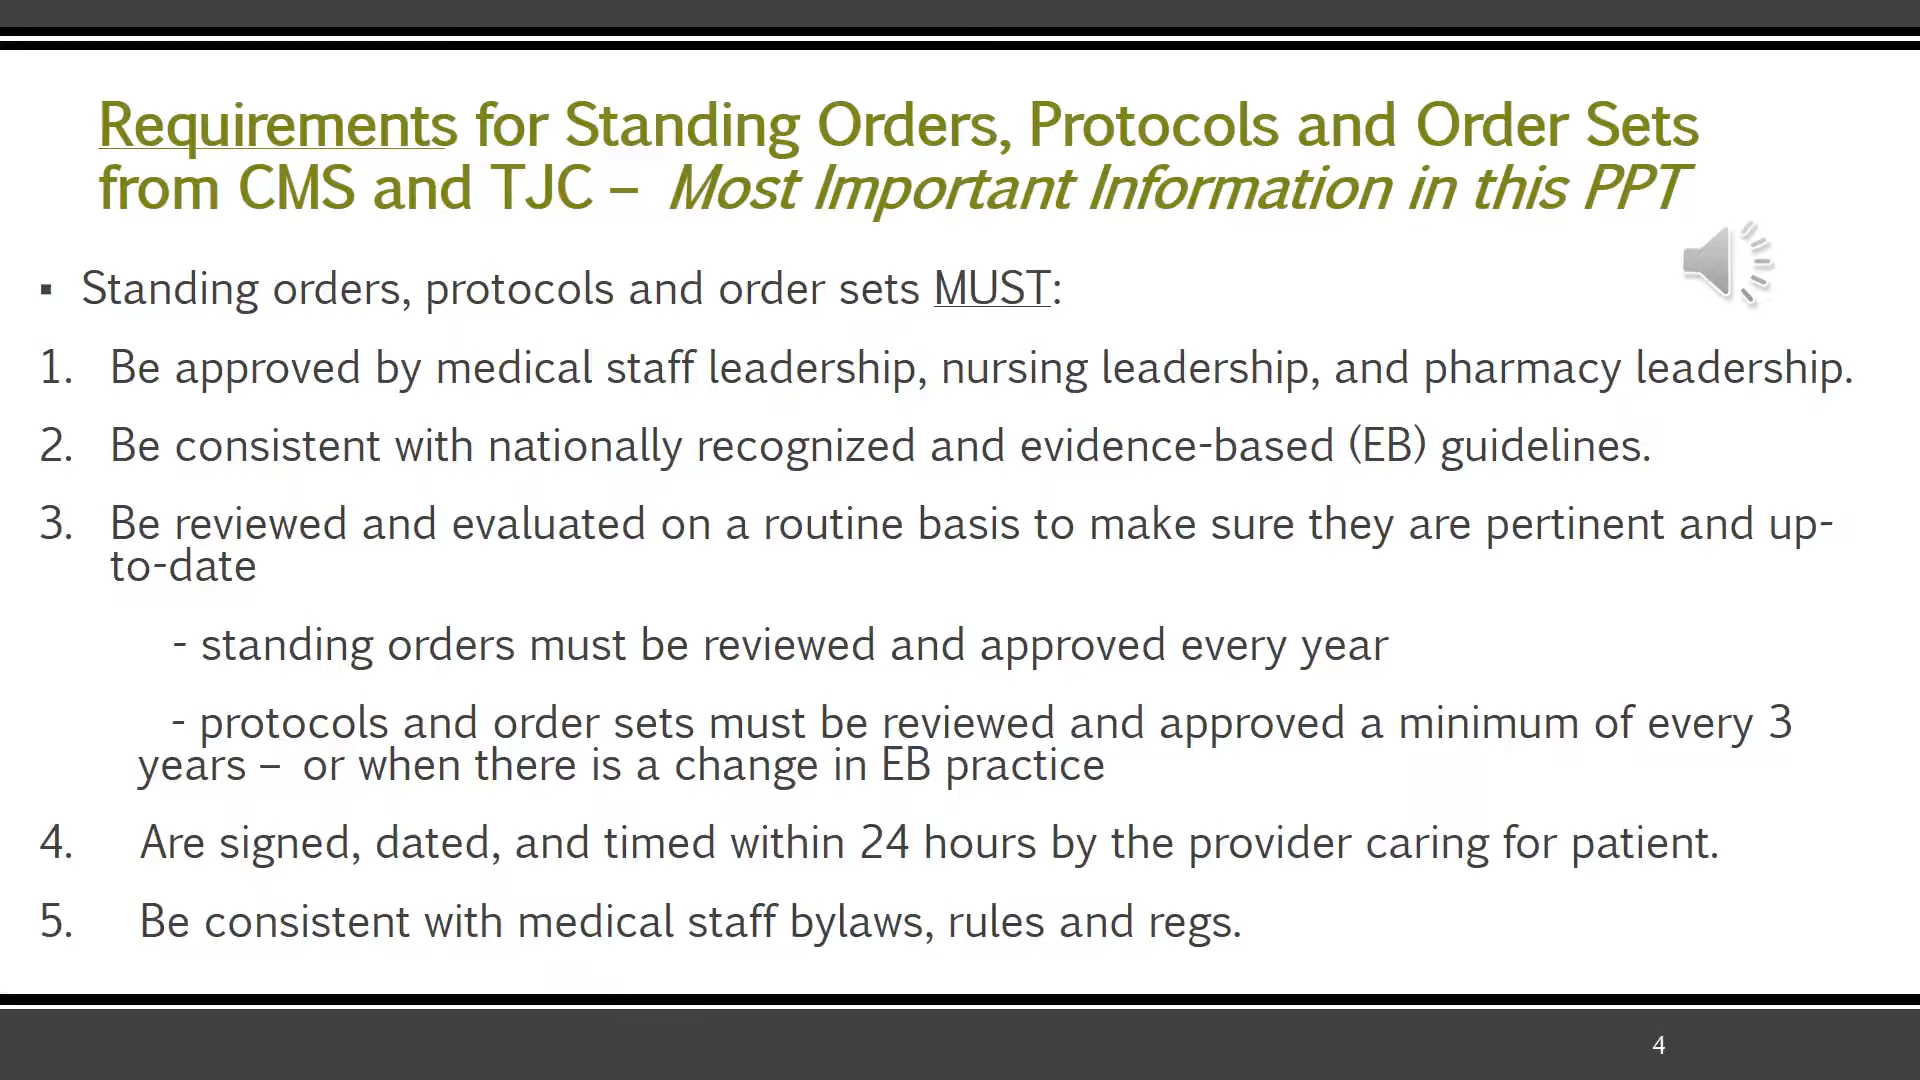 Requirements for Standing Orders, Protocols and Order Sets
from CMS and TJC – Most Important Information in this PPT
▪ Standing orders, protocols and order sets MUST:
1. Be approved by medical staff leadership, nursing leadership, and pharmacy leadership.
2. Be consistent with nationally recognized and evidence-based (EB) guidelines.
3. Be reviewed and evaluated on a routine basis to make sure they are pertinent and up-
to-date
- standing orders must be reviewed and approved every year
- protocols and order sets must be reviewed and approved a minimum of every 3
years – or when there is a change in EB practice
4. Are signed, dated, and timed within 24 hours by the provider caring for patient.
5. Be consistent with medical staff bylaws, rules and regs.
4